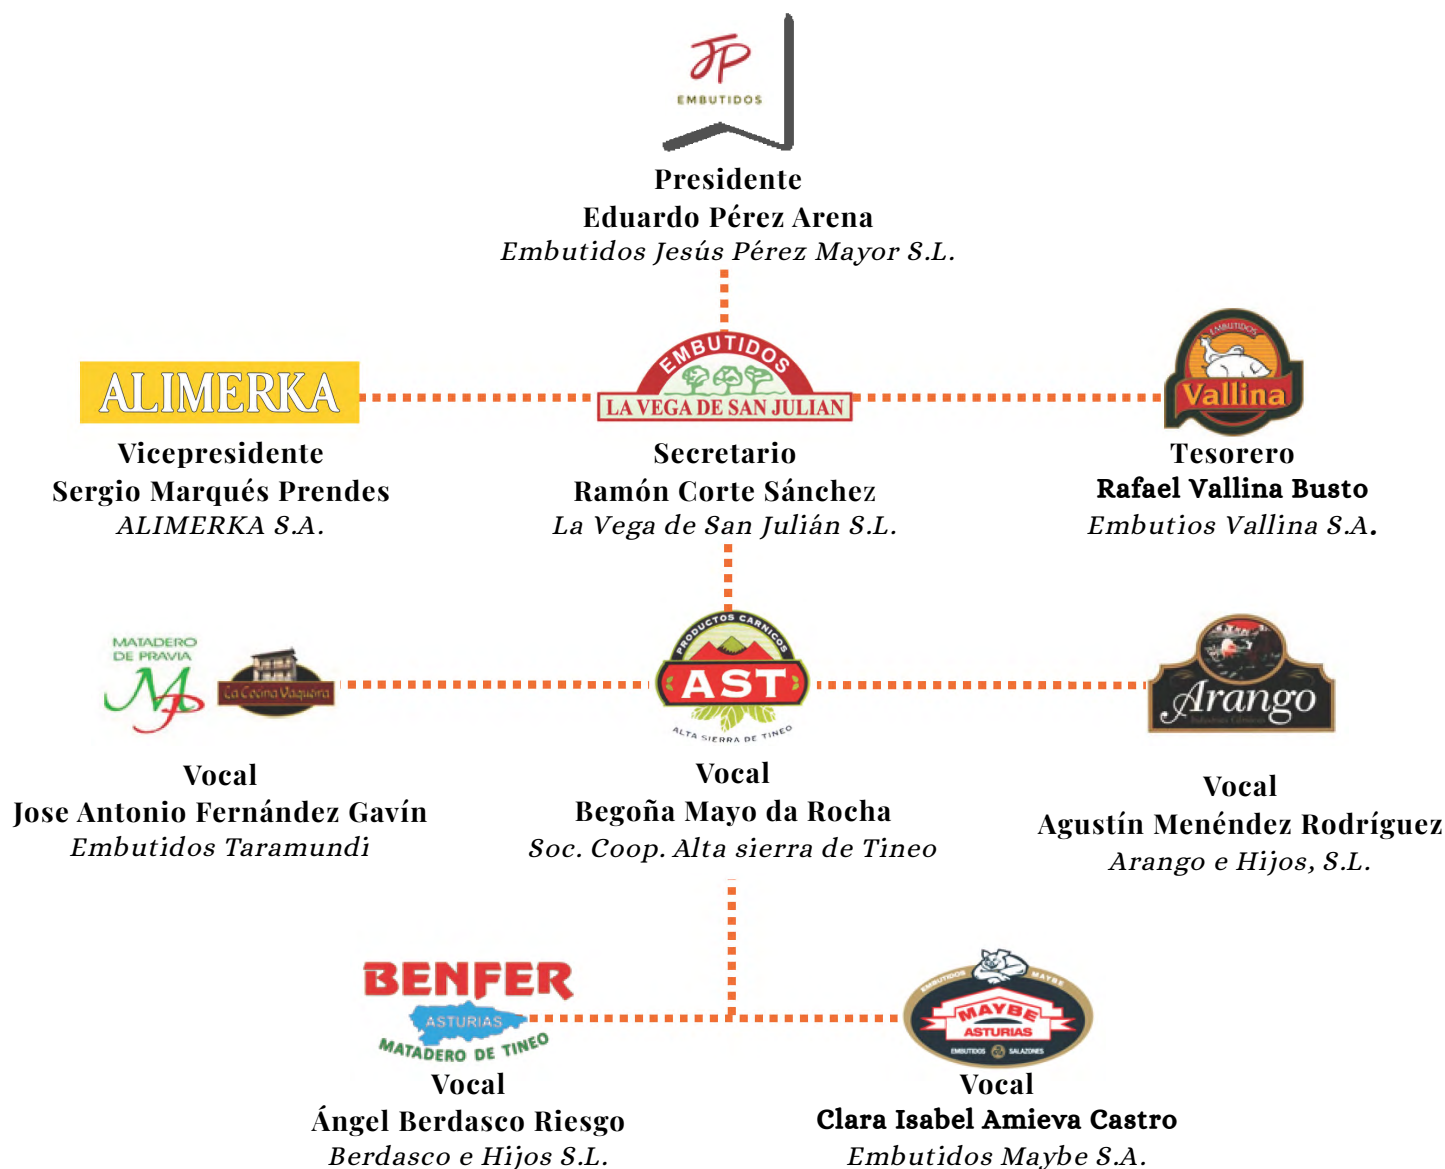 JP
EMBUTIDOS
Presidente
Eduardo Pérez Arena
Embutidos Jesús Pérez Mayor S.L.
ALIMERKA
Vicepresidente
Sergio Marqués Prendes
ALIMERKA S.A.
EMBUTIDOS
LA VEGA DE SAN JULIAN
Secretario
Ramón Corte Sánchez
La Vega de San Julián S.L.
EMBUTIDOS
Vallina
Tesorero
Rafael Vallina Busto
Embutios Vallina S.A.
MATADERO
DE PRAVIA
MP
La Cocina Vaqueira
Vocal
Jose Antonio Fernández Gavín
Embutidos Taramundi
PRODUCTOS CARNICOS
AST
ALTA SIERRA DE TINEO
Vocal
Begoña Mayo da Rocha
Soc. Coop. Alta sierra de Tineo
Arango
Industrias Cárnicas
Vocal
Agustín Menéndez Rodríguez
Arango e Hijos, S.L.
BENFER
ASTURIAS
MATADERO DE TINEO
Vocal
Ángel Berdasco Riesgo
Berdasco e Hijos S.L.
EMBUTIDOS MAYBE
MAYBE
ASTURIAS
EMBUTIDOS SALAZONES
Vocal
Clara Isabel Amieva Castro
Embutidos Maybe S.A.